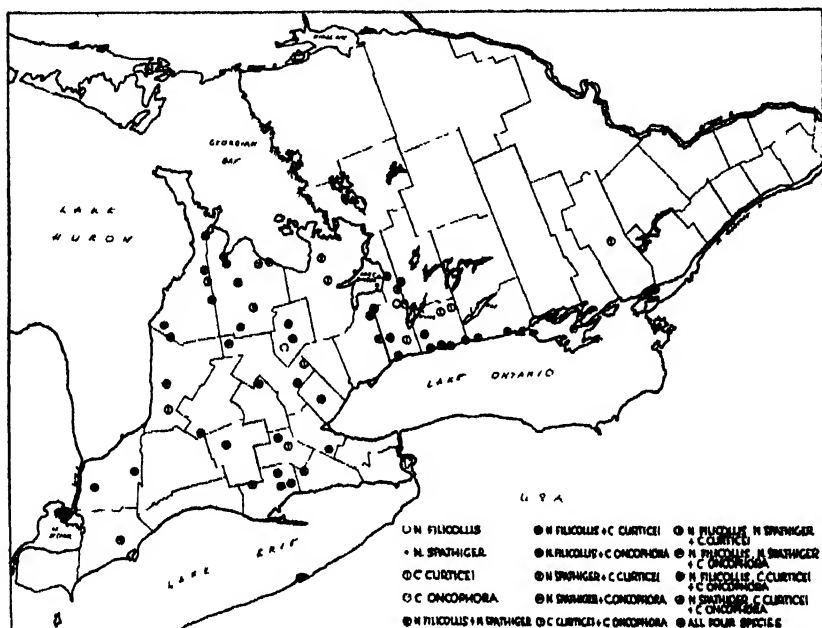 GEORGIAN
BAY
LAKE
HURON
LAKE ONTARIO
USA
LAKE ERIE
N FILICOLLIS
N. SPATHIGER
C CURTICEI
C ONCOPHORA
N FILICOLLIS + N SPATHIGER
N FILICOLLIS + C CURTICEI
N FILICOLLIS + C ONCOPHORA
N SPATHIGER + C CURTICEI
N SPATHIGER + C ONCOPHORA
C CURTICEI + C ONCOPHORA
N FILICOLLIS, N SPATHIGER
+ C CURTICEI
N FILICOLLIS, N SPATHIGER
+ C ONCOPHORA
N FILICOLLIS, C CURTICEI
+ C ONCOPHORA
N SPATHIGER, C CURTICEI
+ C ONCOPHORA
ALL FOUR SPECIES